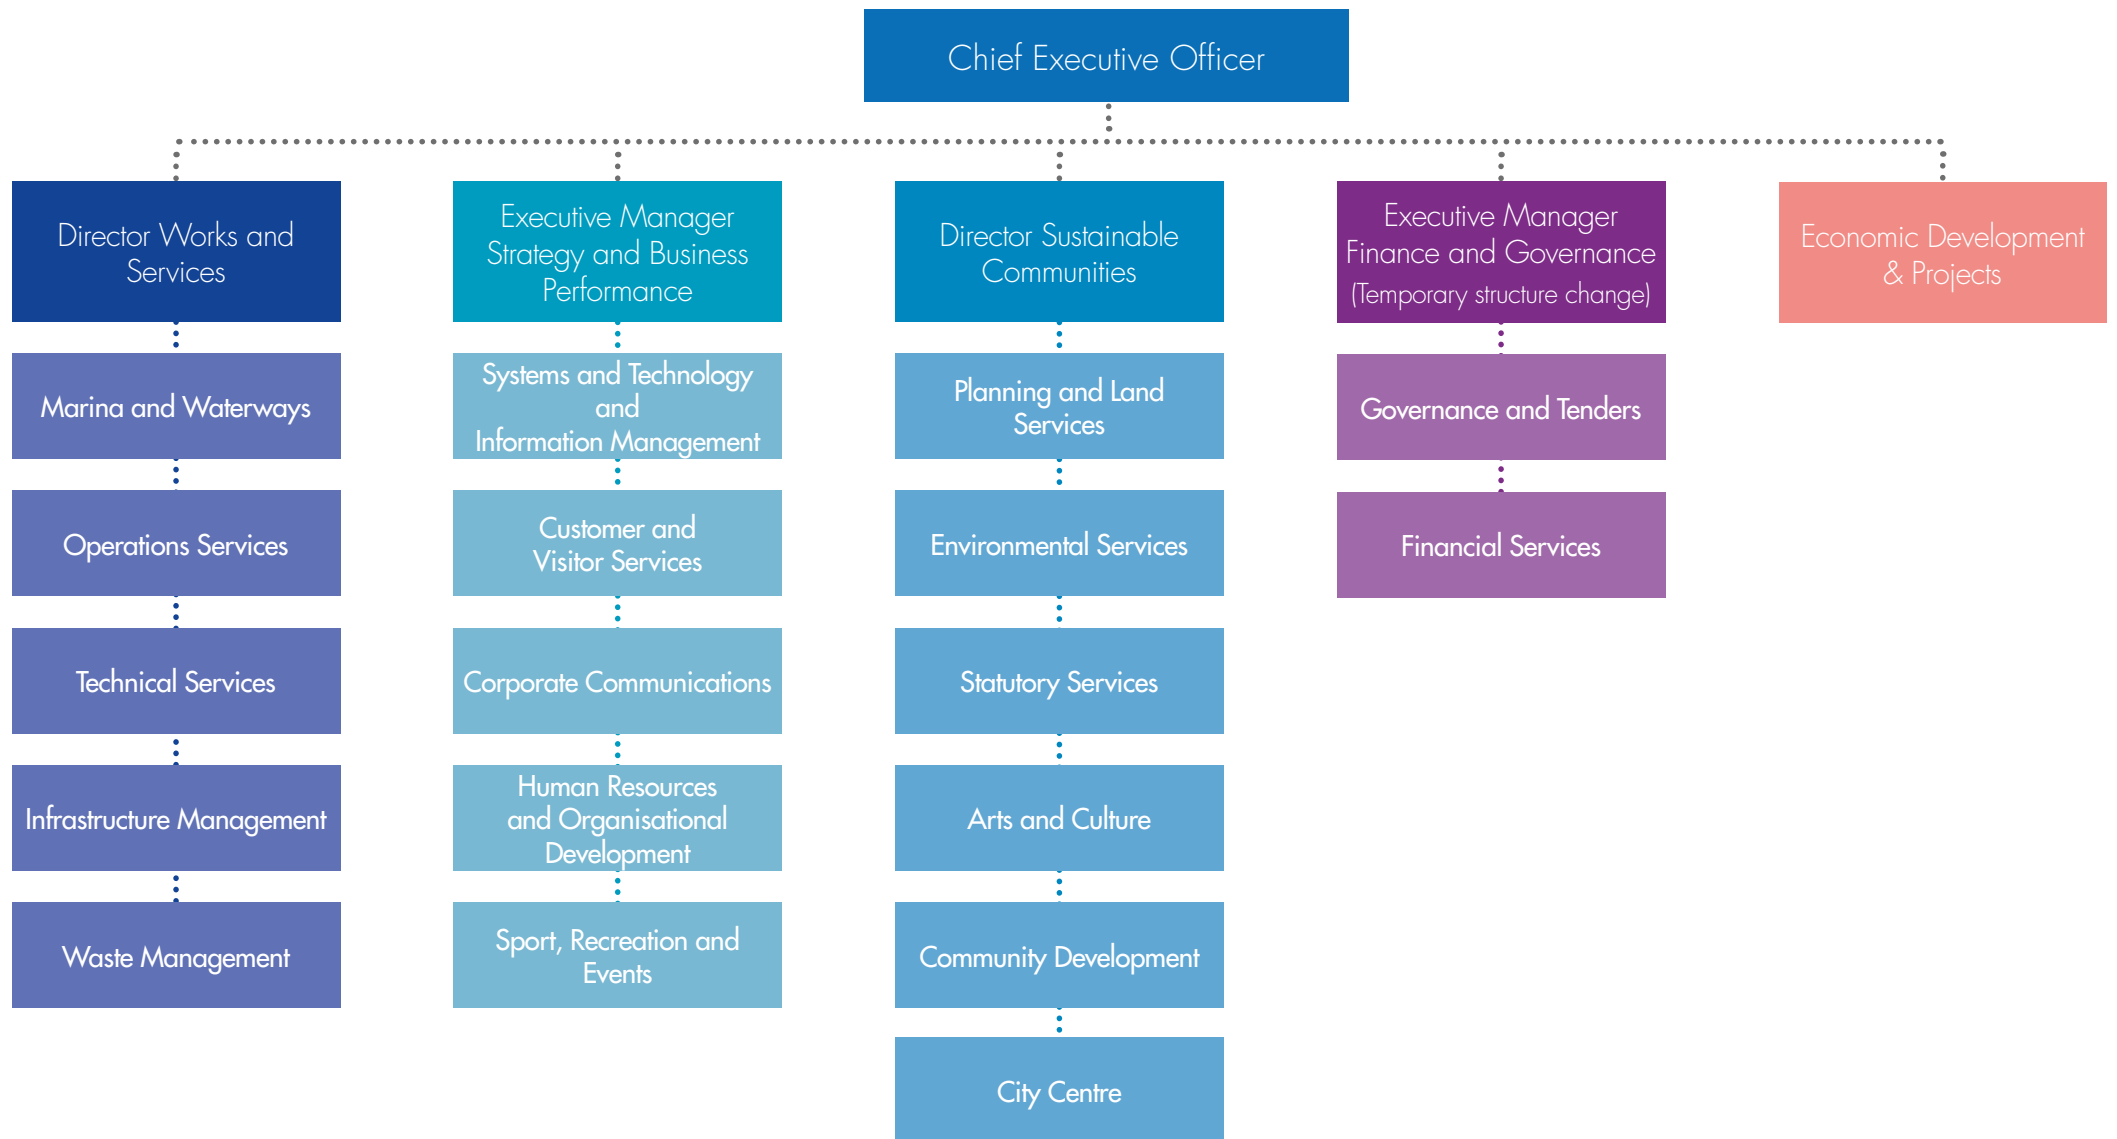 Chief Executive Officer
Director Works and
Services
Marina and Waterways
Operations Services
Technical Services
Infrastructure Management
Waste Management
Executive Manager
Strategy and Business
Performance
Systems and Technology
and
Information Management
Customer and
Visitor Services
Corporate Communications
Human Resources
and Organisational
Development
Sport, Recreation and
Events
Director Sustainable
Communities
Planning and Land
Services
Environmental Services
Statutory Services
Arts and Culture
Community Development
City Centre
Executive Manager
Finance and Governance
(Temporary structure change)
Governance and Tenders
Financial Services
Economic Development
& Projects